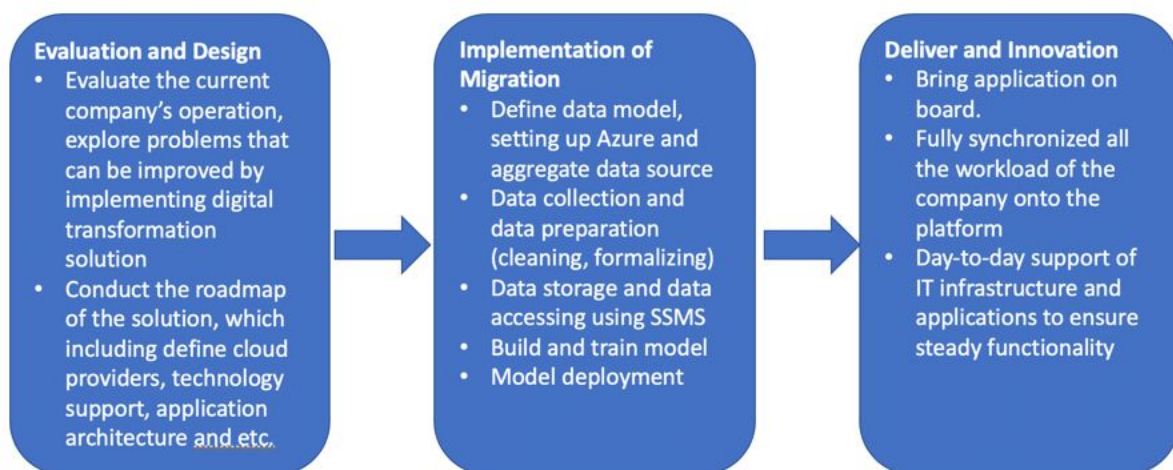 Evaluation and Design
• Evaluate the current
company's operation,
explore problems that
can be improved by
implementing digital
transformation
solution
• Conduct the roadmap
of the solution, which
including define cloud
providers, technology
support, application
architecture and etc.
Implementation of
Migration
• Define data model,
setting up Azure and
aggregate data source
• Data collection and
data preparation
(cleaning, formalizing)
• Data storage and data
accessing using SSMS
• Build and train model
• Model deployment
Deliver and Innovation
• Bring application on
board.
• Fully synchronized all
the workload of the
company onto the
platform
• Day-to-day support of
IT infrastructure and
applications to ensure
steady functionality